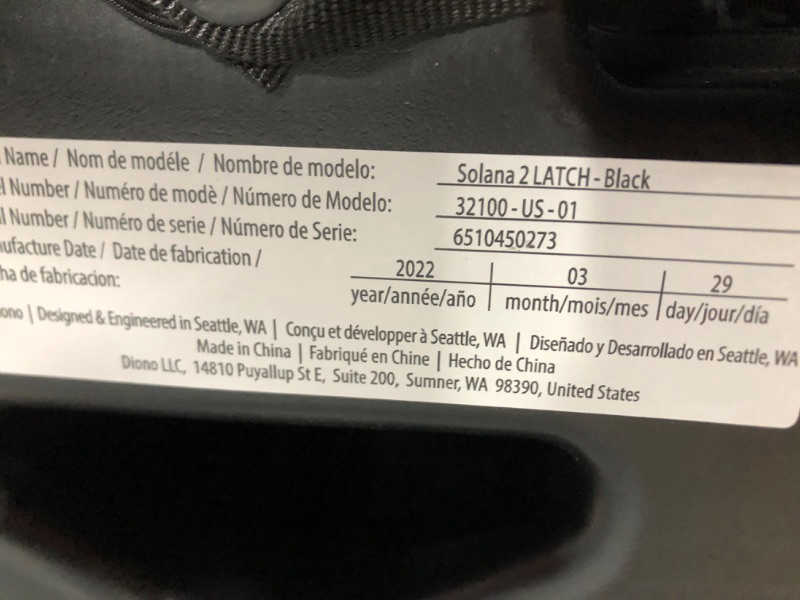 Name / Nom de modéle / Nombre de modelo: Solana 2 LATCH - Black
Number / Numéro de modè / Número de Modelo: 32100 - US - 01
Number / Numéro de serie / Número de Serie: 6510450273
ufacture Date / Date de fabrication /
ha de fabricacion: 2022 | 03 | 29
year/année/año | month/mois/mes | day/jour/día
ono | Designed & Engineered in Seattle, WA | Conçu et développer à Seattle, WA | Diseñado y Desarrollado en Seattle, WA
Made in China | Fabriqué en Chine | Hecho de China
Diono LLC, 14810 Puyallup St E, Suite 200, Sumner, WA 98390, United States